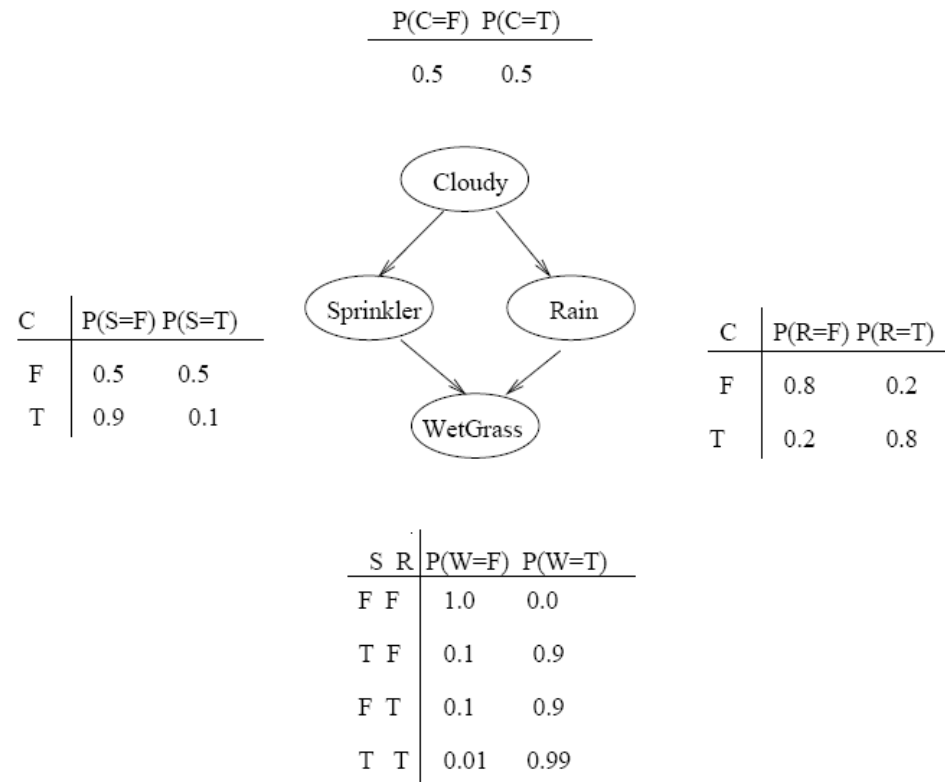 P(C=F) P(C=T)
0.5 0.5
Cloudy
Sprinkler
Rain
WetGrass
C P(S=F) P(S=T)
F 0.5 0.5
T 0.9 0.1
C P(R=F) P(R=T)
F 0.8 0.2
T 0.2 0.8
S R P(W=F) P(W=T)
F F 1.0 0.0
T F 0.1 0.9
F T 0.1 0.9
T T 0.01 0.99